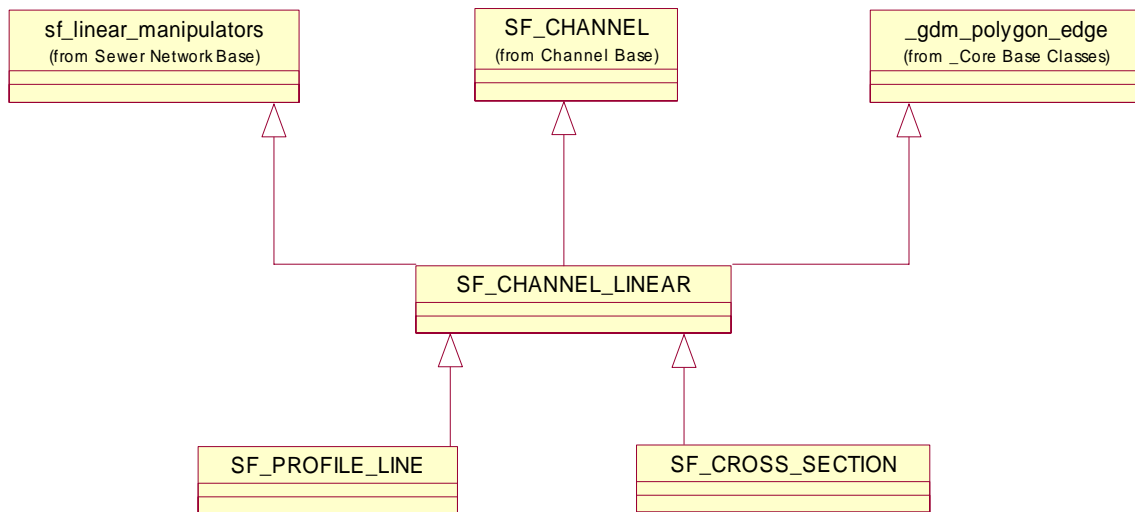 sf_linear_manipulators
(from Sewer Network Base)
SF_CHANNEL
(from Channel Base)
_gdm_polygon_edge
(from _Core Base Classes)
SF_CHANNEL_LINEAR
SF_PROFILE_LINE
SF_CROSS_SECTION